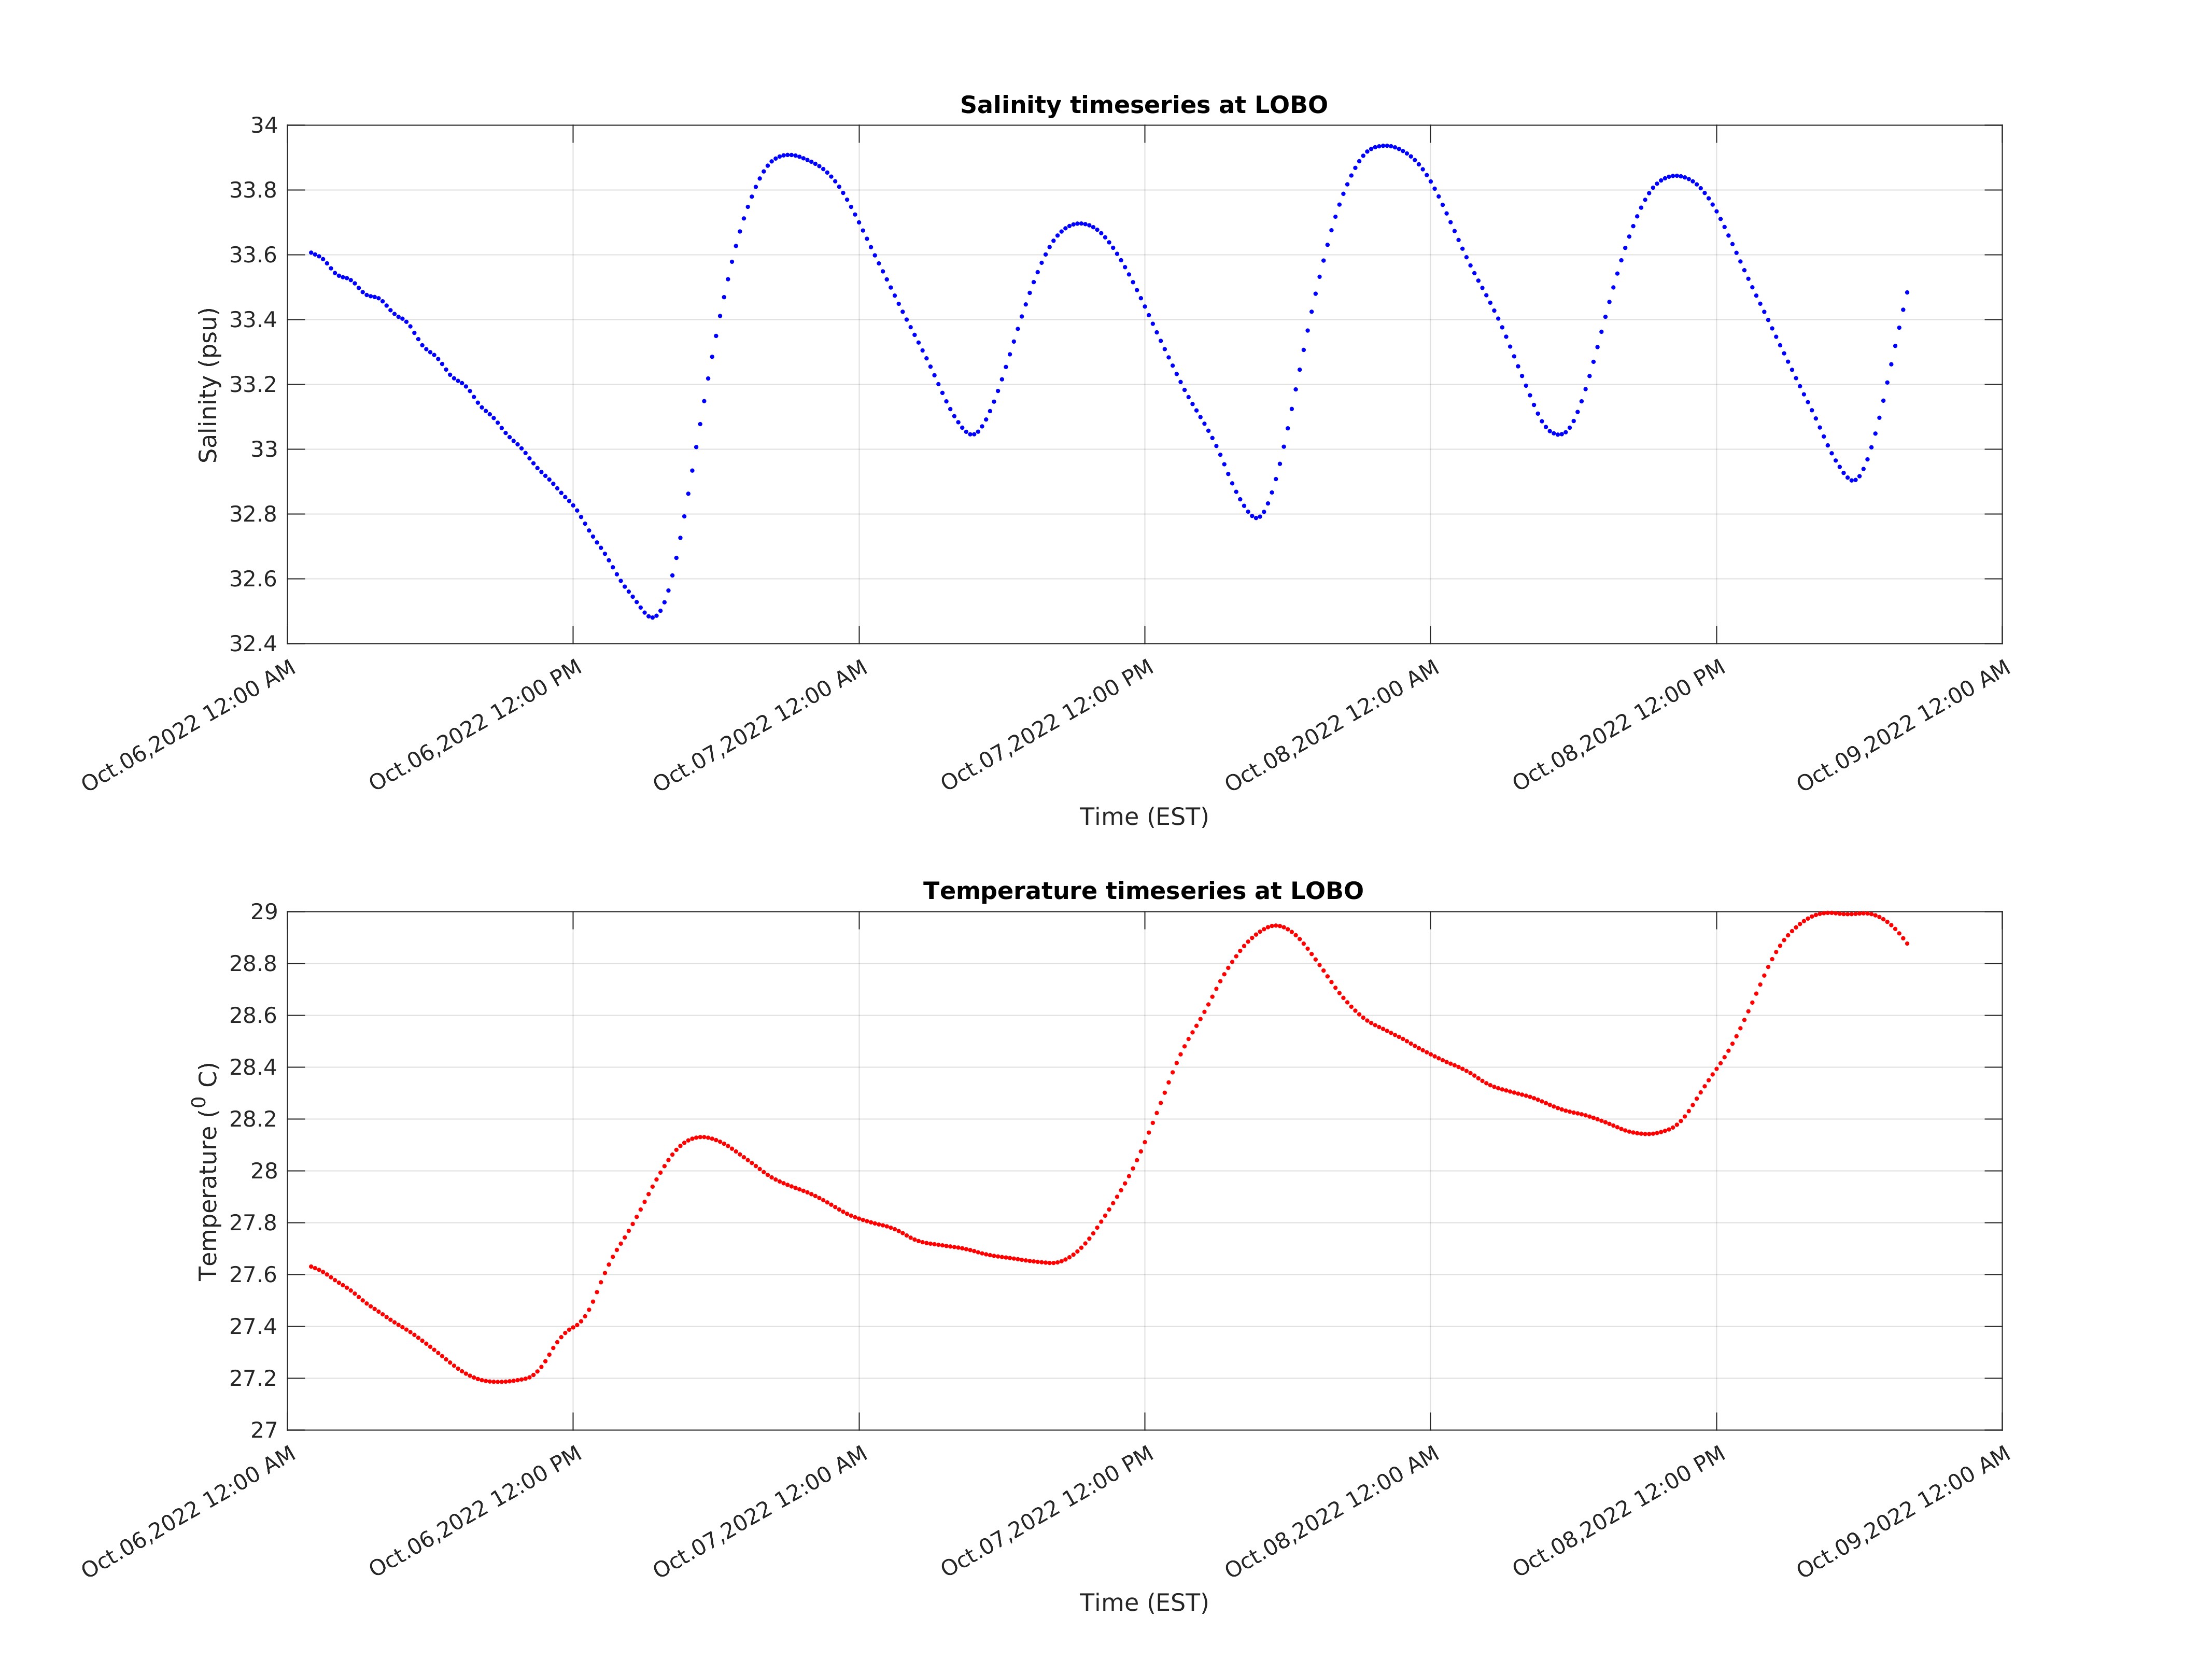 Salinity timeseries at LOBO
34
33.8
33.6
33.4
33.2
33
32.8
32.6
32.4
Salinity (psu)
Oct.06,2022 12:00 AM
Oct.06,2022 12:00 PM
Oct.07,2022 12:00 AM
Oct.07,2022 12:00 PM
Oct.08,2022 12:00 AM
Oct.08,2022 12:00 PM
Oct.09,2022 12:00 AM
Time (EST)
Temperature timeseries at LOBO
29
28.8
28.6
28.4
28.2
28
27.8
27.6
27.4
27.2
27
Temperature (⁰ C)
Oct.06,2022 12:00 AM
Oct.06,2022 12:00 PM
Oct.07,2022 12:00 AM
Oct.07,2022 12:00 PM
Oct.08,2022 12:00 AM
Oct.08,2022 12:00 PM
Oct.09,2022 12:00 AM
Time (EST)